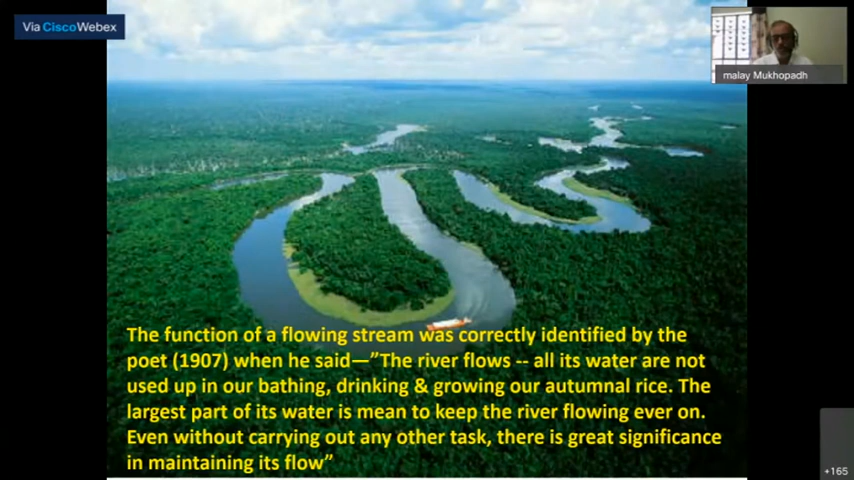 Via CiscoWebex
malay Mukhopadh
The function of a flowing stream was correctly identified by the
poet (1907) when he said—”The river flows -- all its water are not
used up in our bathing, drinking & growing our autumnal rice. The
largest part of its water is mean to keep the river flowing ever on.
Even without carrying out any other task, there is great significance
in maintaining its flow”
+165